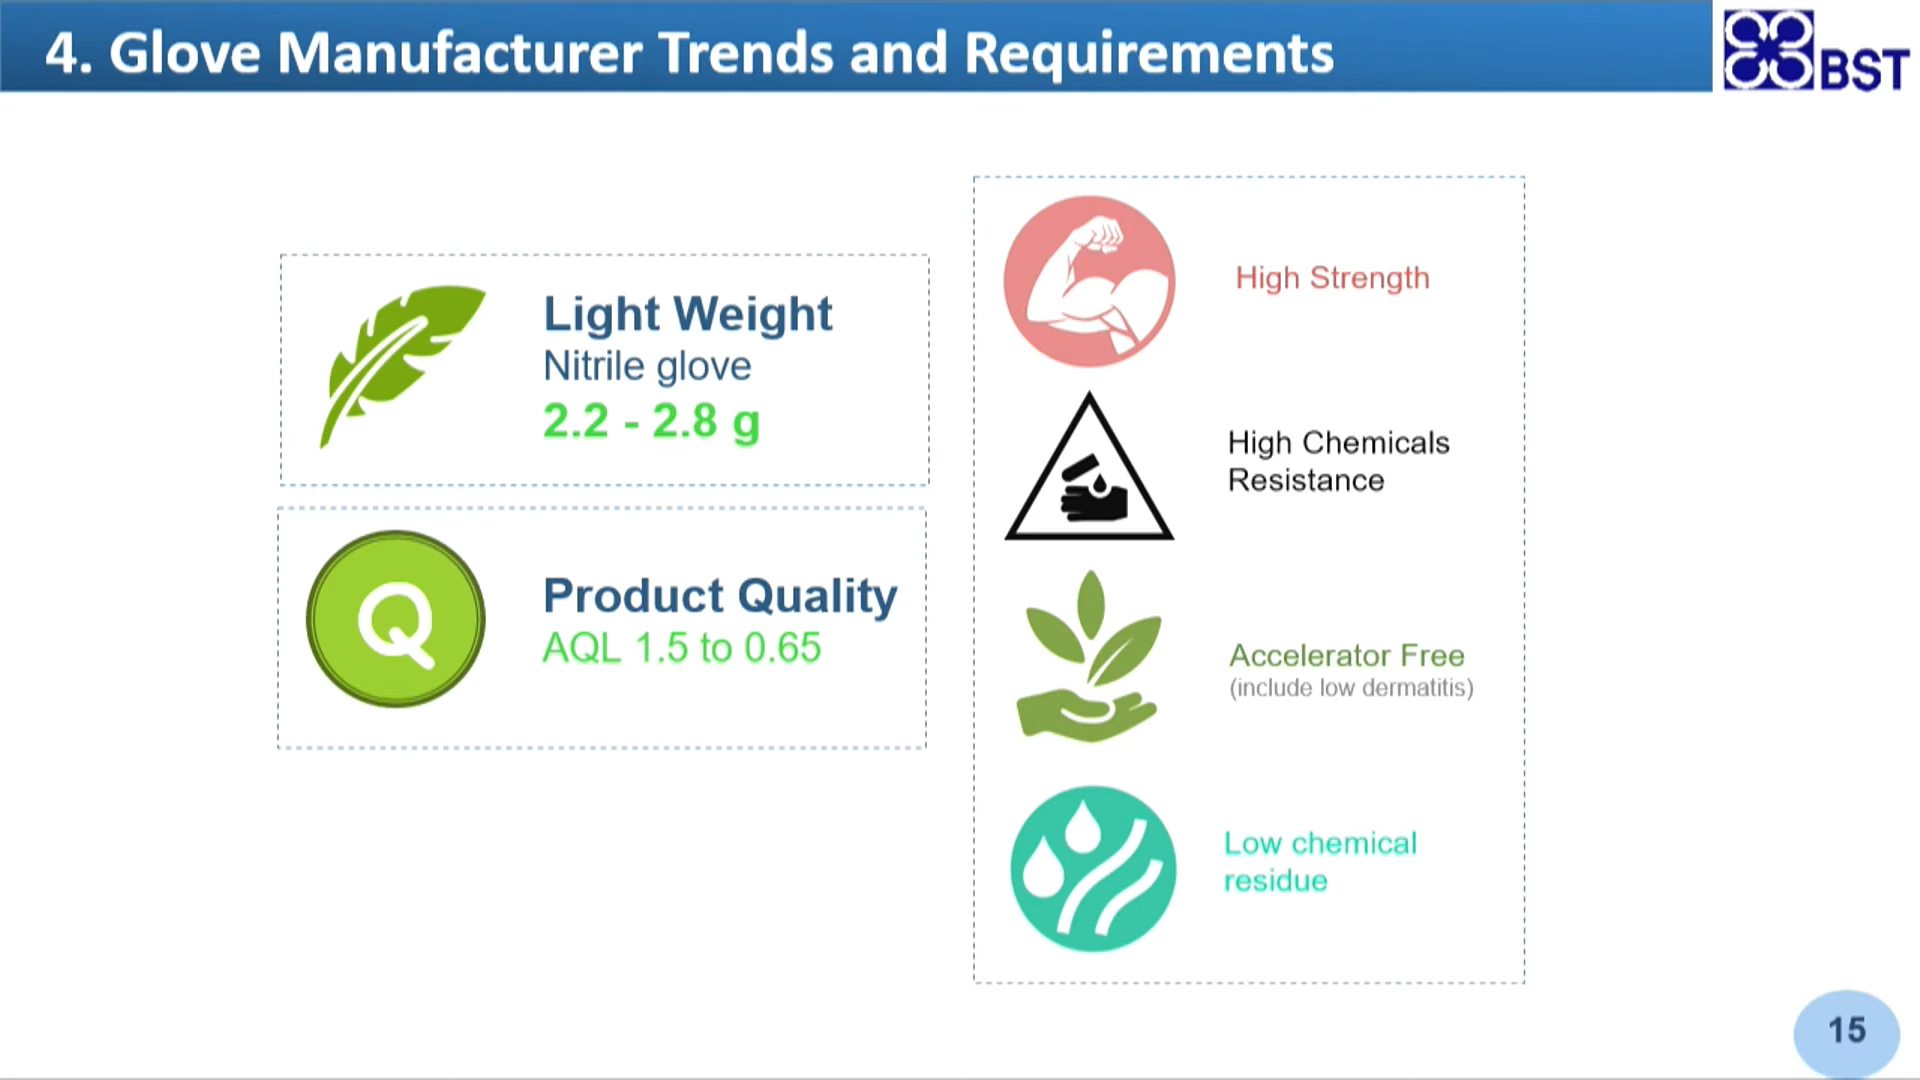 4. Glove Manufacturer Trends and Requirements
BST
Light Weight
Nitrile glove
2.2 - 2.8 g
Q
Product Quality
AQL 1.5 to 0.65
High Strength
High Chemicals
Resistance
Accelerator Free
(include low dermatitis)
Low chemical
residue
15